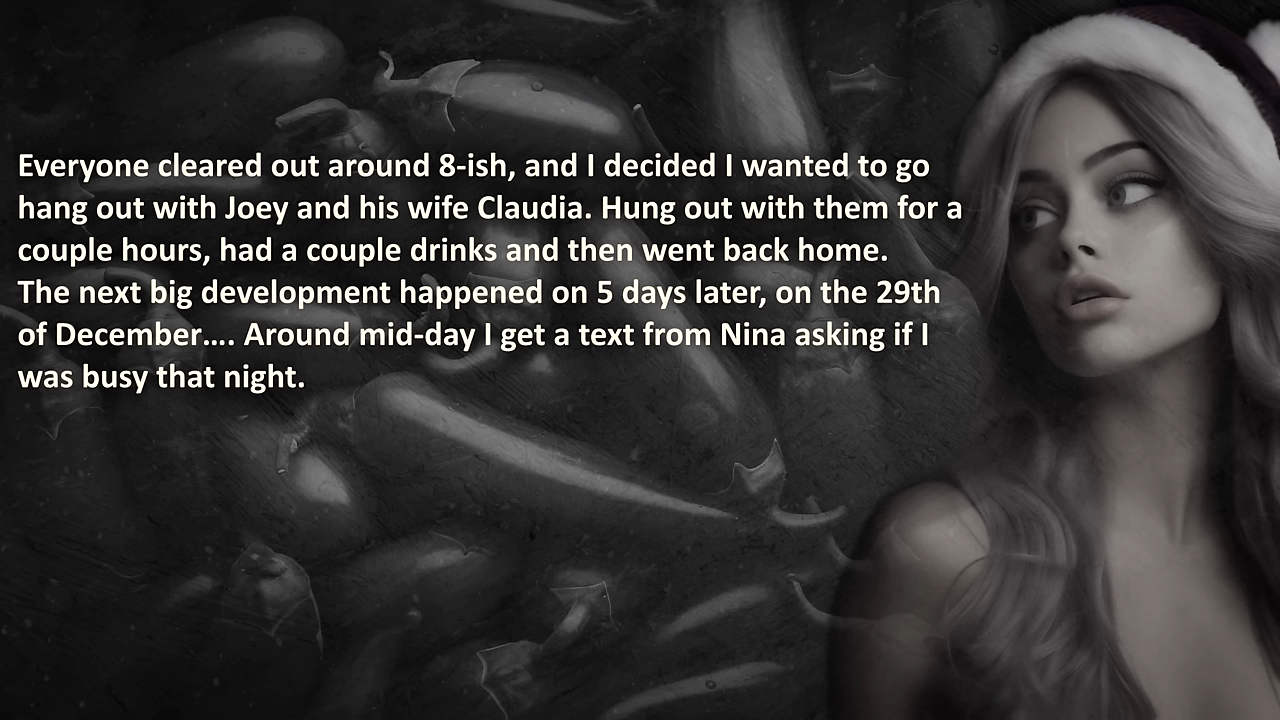 Everyone cleared out around 8-ish, and I decided I wanted to go
hang out with Joey and his wife Claudia. Hung out with them for a
couple hours, had a couple drinks and then went back home.
The next big development happened on 5 days later, on the 29th
of December…. Around mid-day I get a text from Nina asking if I
was busy that night.